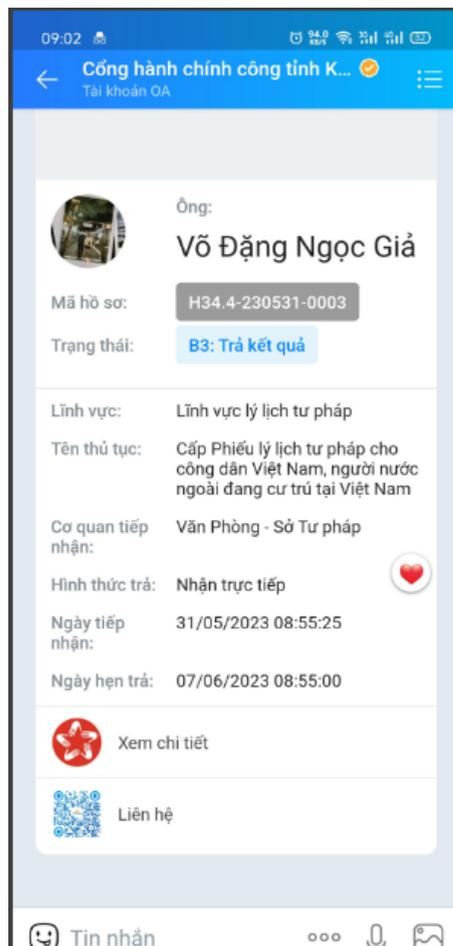 09:02
94.0
KB/S
52
Cổng hành chính công tỉnh K...
Tài khoản OA
Ông:
Võ Đặng Ngọc Giả
Mã hồ sơ:
H34.4-230531-0003
Trạng thái:
B3: Trả kết quả
Lĩnh vực:
Lĩnh vực lý lịch tư pháp
Tên thủ tục:
Cấp Phiếu lý lịch tư pháp cho
công dân Việt Nam, người nước
ngoài đang cư trú tại Việt Nam
Cơ quan tiếp
nhận:
Văn Phòng - Sở Tư pháp
Hình thức trả:
Nhận trực tiếp
Ngày tiếp
nhận:
31/05/2023 08:55:25
Ngày hẹn trả:
07/06/2023 08:55:00
Xem chi tiết
Liên hệ
Tin nhắn